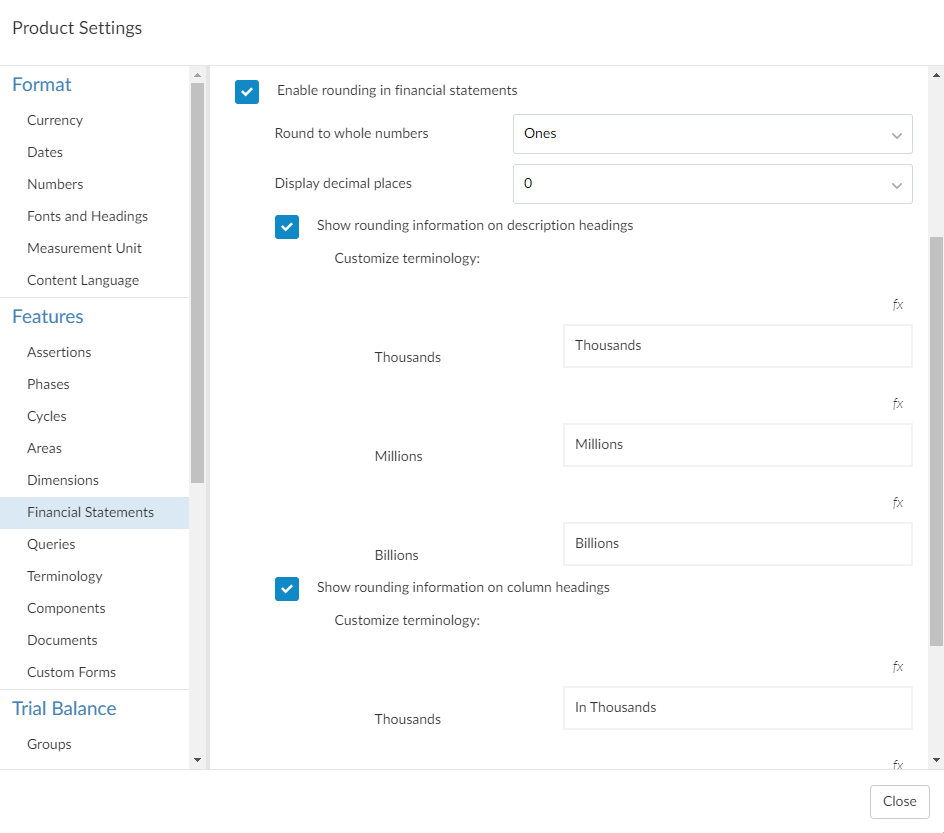 Product Settings
Format
Currency
Dates
Numbers
Fonts and Headings
Measurement Unit
Content Language
Features
Assertions
Phases
Cycles
Areas
Dimensions
Financial Statements
Queries
Terminology
Components
Documents
Custom Forms
Trial Balance
Groups
Enable rounding in financial statements
Round to whole numbers Ones
Display decimal places 0
Show rounding information on description headings
Customize terminology:
fx
Thousands Thousands
fx
Millions Millions
fx
Billions Billions
Show rounding information on column headings
Customize terminology:
fx
Thousands In Thousands
fx
Close